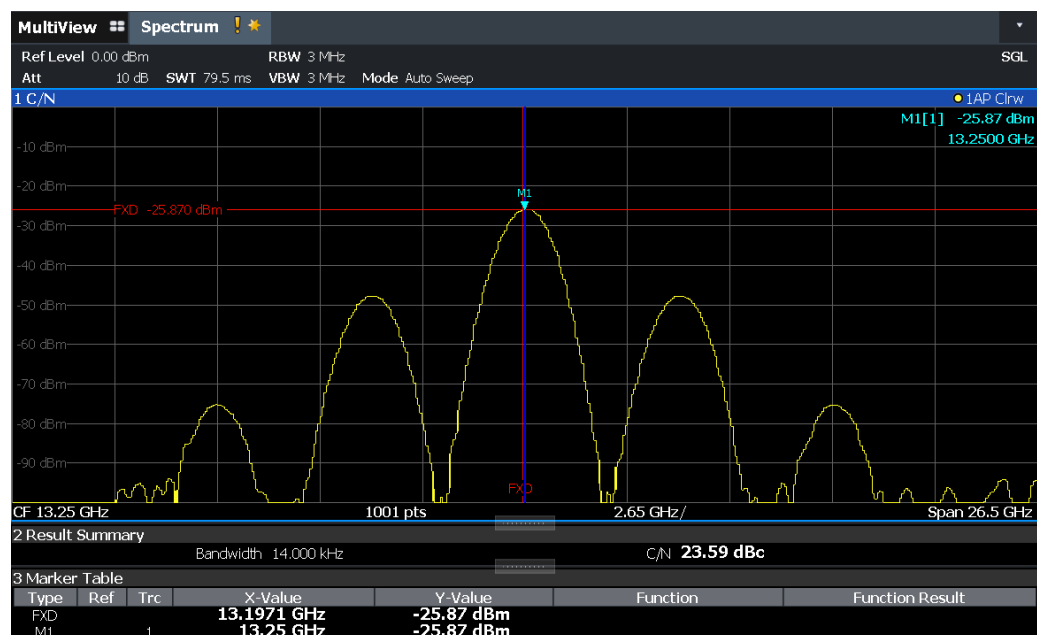 MultiView Spectrum !
Ref Level 0.00 dBm RBW 3 MHz SGL
Att 10 dB SWT 79.5 ms VBW 3 MHz Mode Auto Sweep
1 C/N 1AP Clrw
M1[1] -25.87 dBm
13.2500 GHz
-10 dBm
-20 dBm
M1
FXD -25.870 dBm
-30 dBm
-40 dBm
-50 dBm
-60 dBm
-70 dBm
-80 dBm
-90 dBm
FXD
CF 13.25 GHz 1001 pts 2.65 GHz/ Span 26.5 GHz
2 Result Summary
Bandwidth 14.000 kHz C/N 23.59 dBc
3 Marker Table
Type Ref Trc X-Value Y-Value Function Function Result
FXD 13.1971 GHz -25.87 dBm
M1 1 13.25 GHz -25.87 dBm